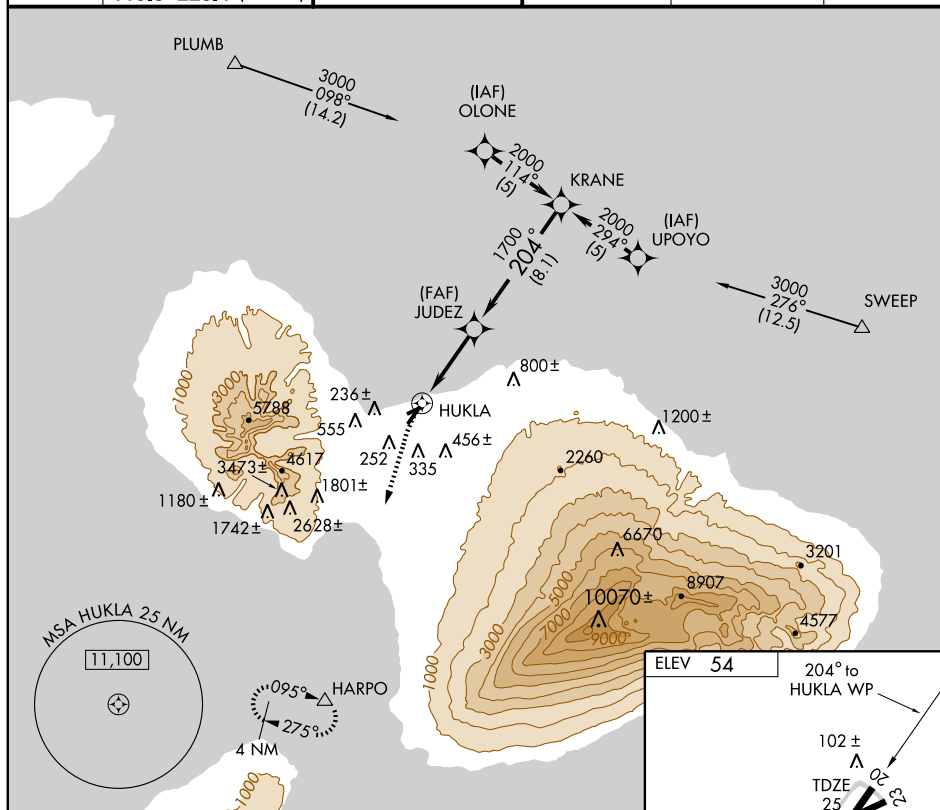 PLUMB
3000
098°
(14.2)
(IAF)
OLONE
2000
114°
(5)
KRANE
2000
294°
(5)
(IAF)
UPOYO
1700
204°
(8.1)
3000
276°
(12.5)
SWEEP
(FAF)
JUDEZ
800±
1000
3000
5788
236±
555
HUKLA
252
335
456±
1200±
2260
3473±
4617
1180±
1801±
1742±
2628±
6670
3201
8907
5000
10070±
7000
9000
4577
3000
1000
MSA HUKLA 25 NM
11,100
095°
HARPO
275°
4 NM
1000
ELEV 54
204° to
HUKLA WP
102 ±
TDZE
25
20
23